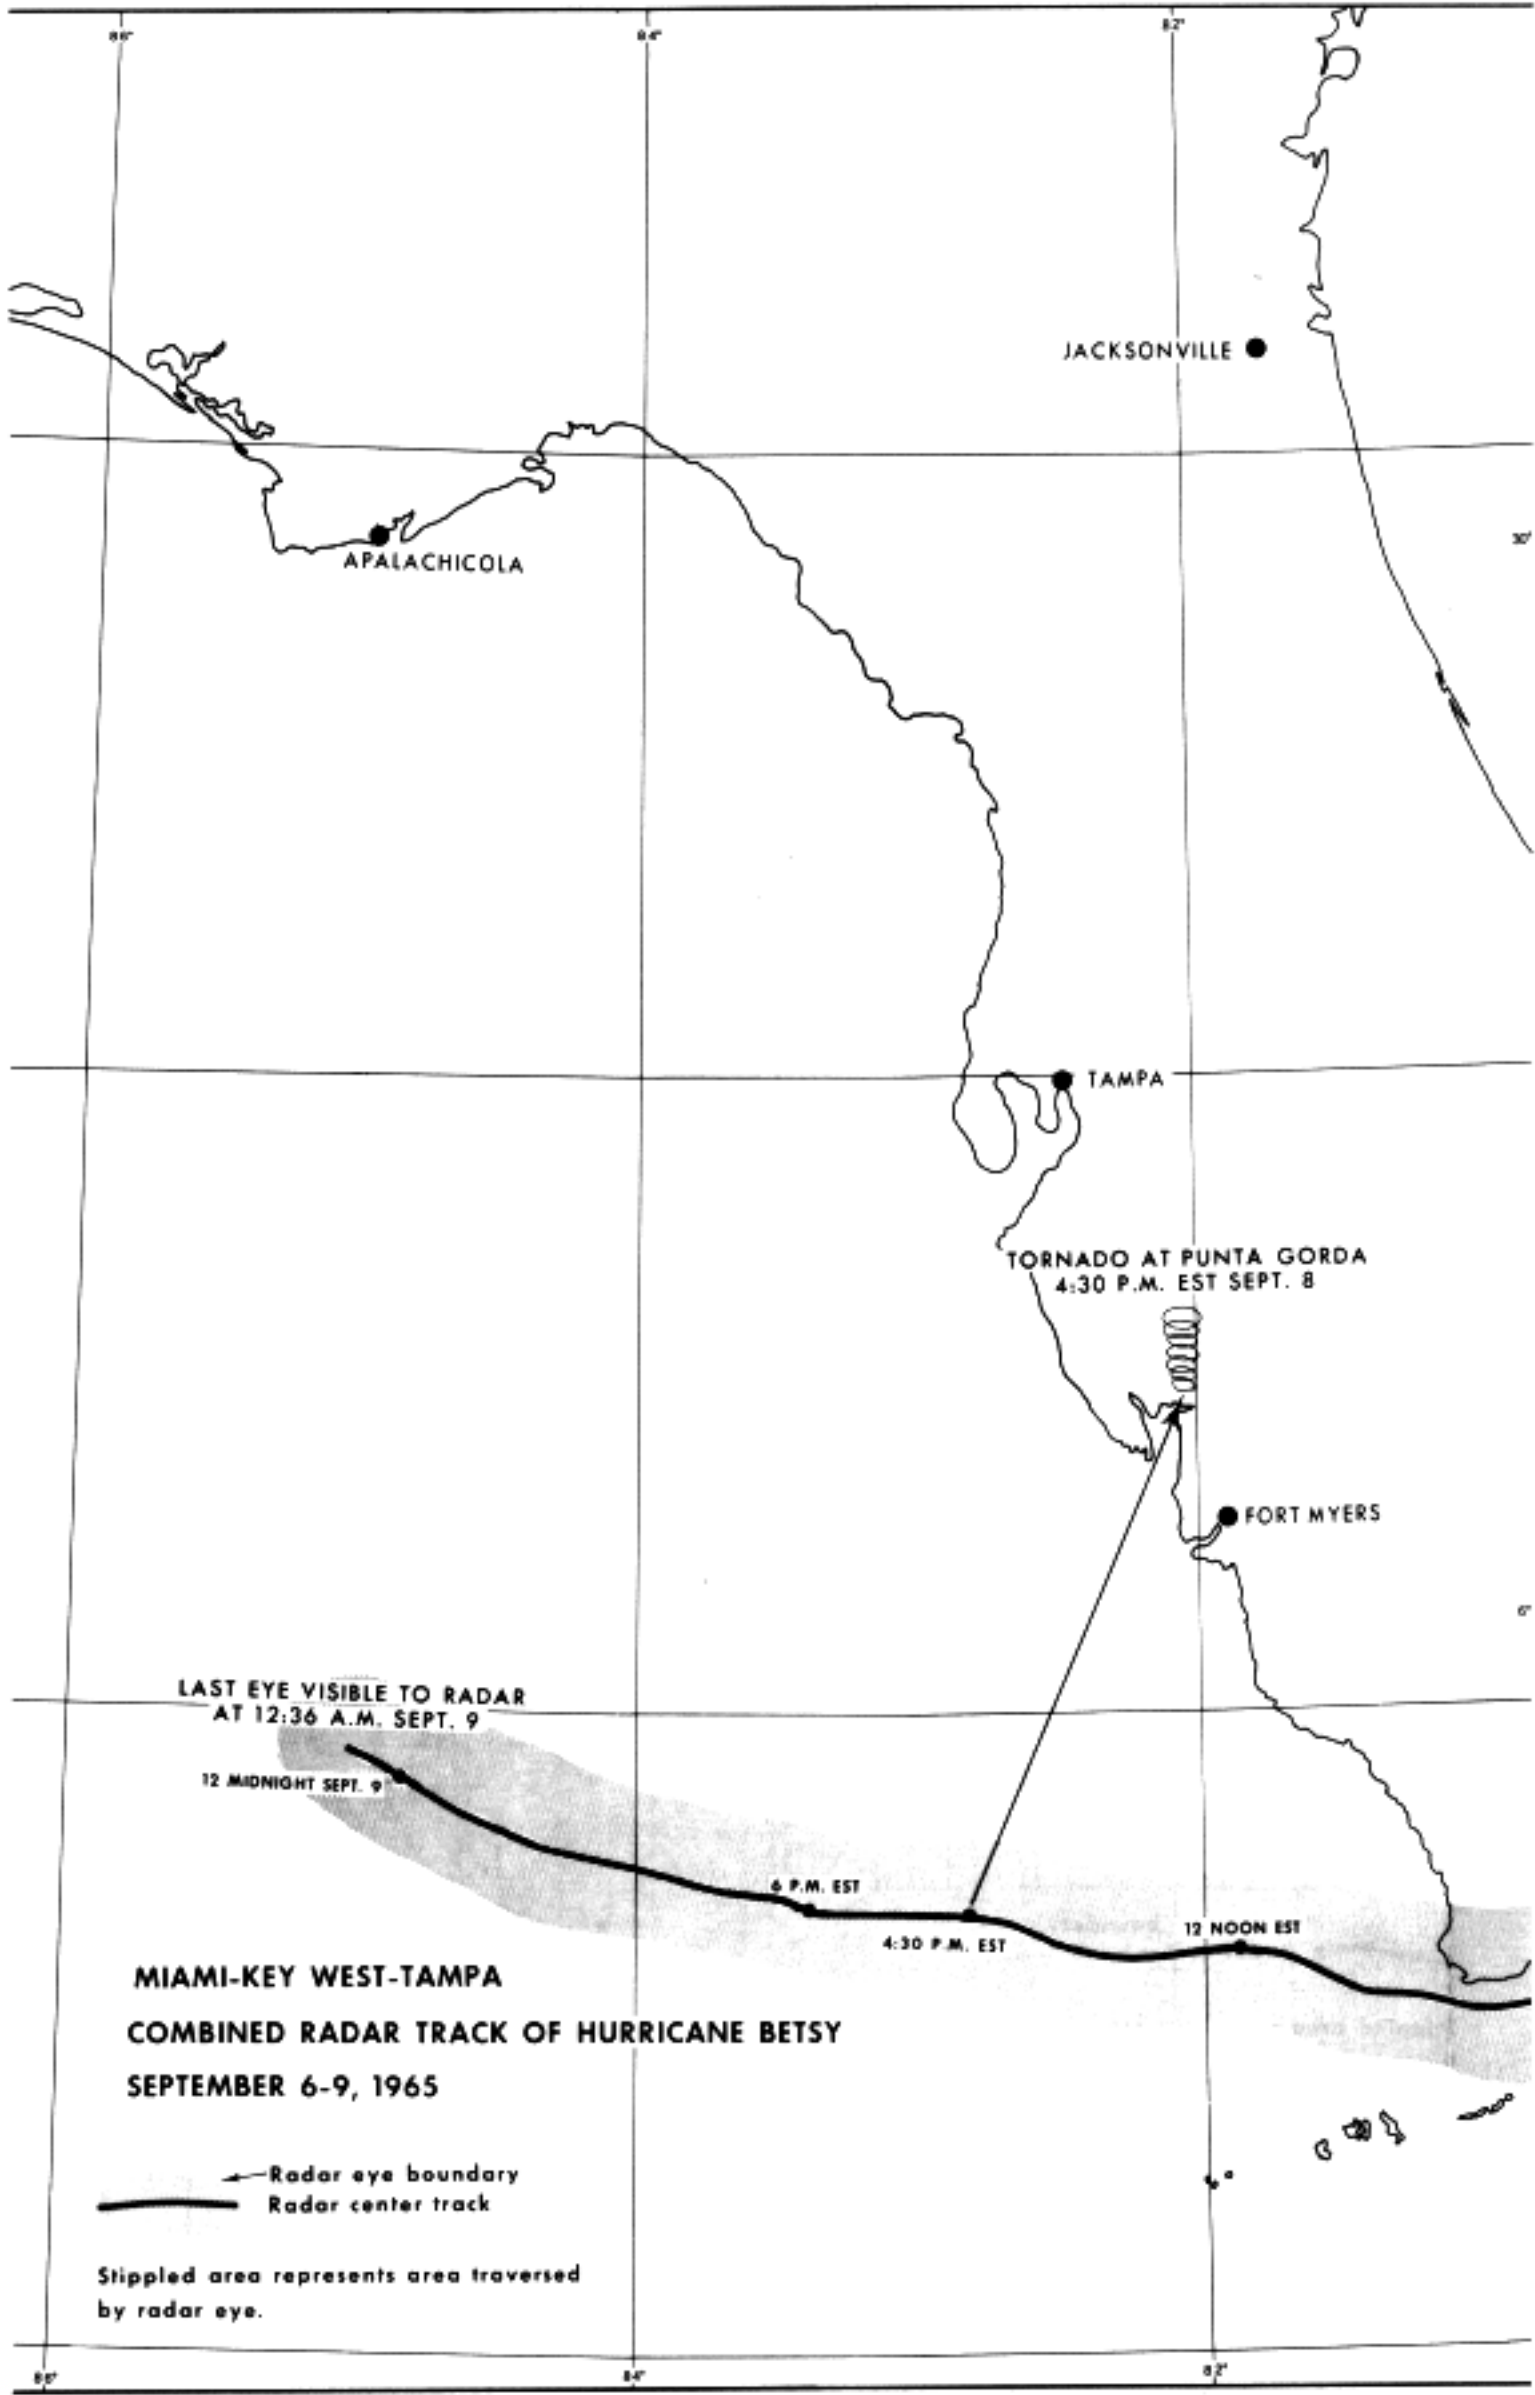 86° 84° 82°
JACKSONVILLE
30°
APALACHICOLA
TAMPA
TORNADO AT PUNTA GORDA
4:30 P.M. EST SEPT. 8
FORT MYERS
6°
LAST EYE VISIBLE TO RADAR
AT 12:36 A.M. SEPT. 9
12 MIDNIGHT SEPT. 9
6 P.M. EST
4:30 P.M. EST
12 NOON EST
MIAMI-KEY WEST-TAMPA
COMBINED RADAR TRACK OF HURRICANE BETSY
SEPTEMBER 6-9, 1965
Radar eye boundary
Radar center track
Stippled area represents area traversed
by radar eye.
86° 84° 82°